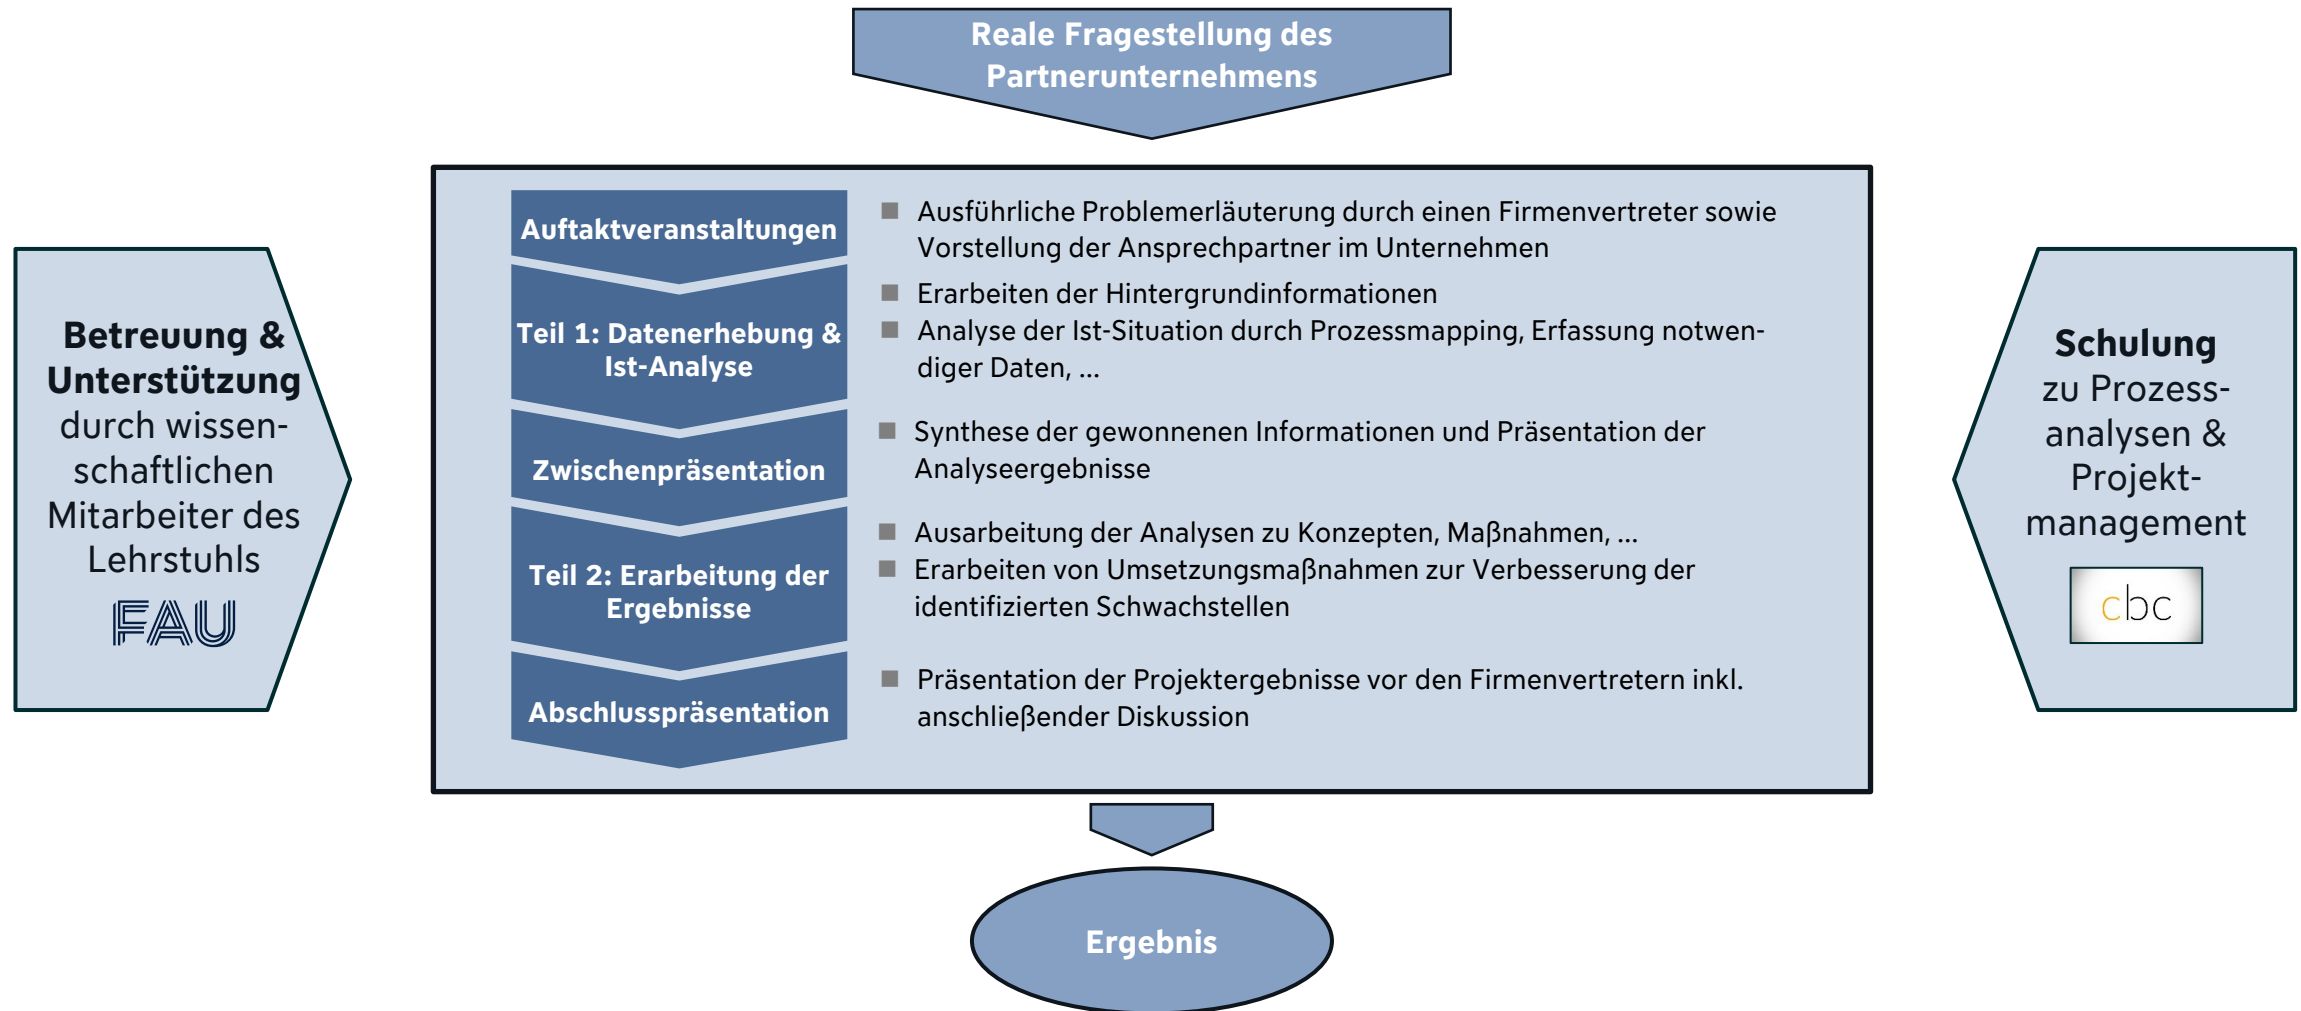 Reale Fragestellung des
Partnerunternehmens
Betreuung &
Unterstützung
durch wissen-
schaftlichen
Mitarbeiter des
Lehrstuhls
FAU
Auftaktveranstaltungen
Ausführliche Problemerläuterung durch einen Firmenvertreter sowie
Vorstellung der Ansprechpartner im Unternehmen
Teil 1: Datenerhebung &
Ist-Analyse
Erarbeiten der Hintergrundinformationen
Analyse der Ist-Situation durch Prozessmapping, Erfassung notwen-
diger Daten, ...
Zwischenpräsentation
Synthese der gewonnenen Informationen und Präsentation der
Analyseergebnisse
Teil 2: Erarbeitung der
Ergebnisse
Ausarbeitung der Analysen zu Konzepten, Maßnahmen, ...
Erarbeiten von Umsetzungsmaßnahmen zur Verbesserung der
identifizierten Schwachstellen
Abschlusspräsentation
Präsentation der Projektergebnisse vor den Firmenvertretern inkl.
anschließender Diskussion
Schulung
zu Prozess-
analysen &
Projekt-
management
cbc
Ergebnis